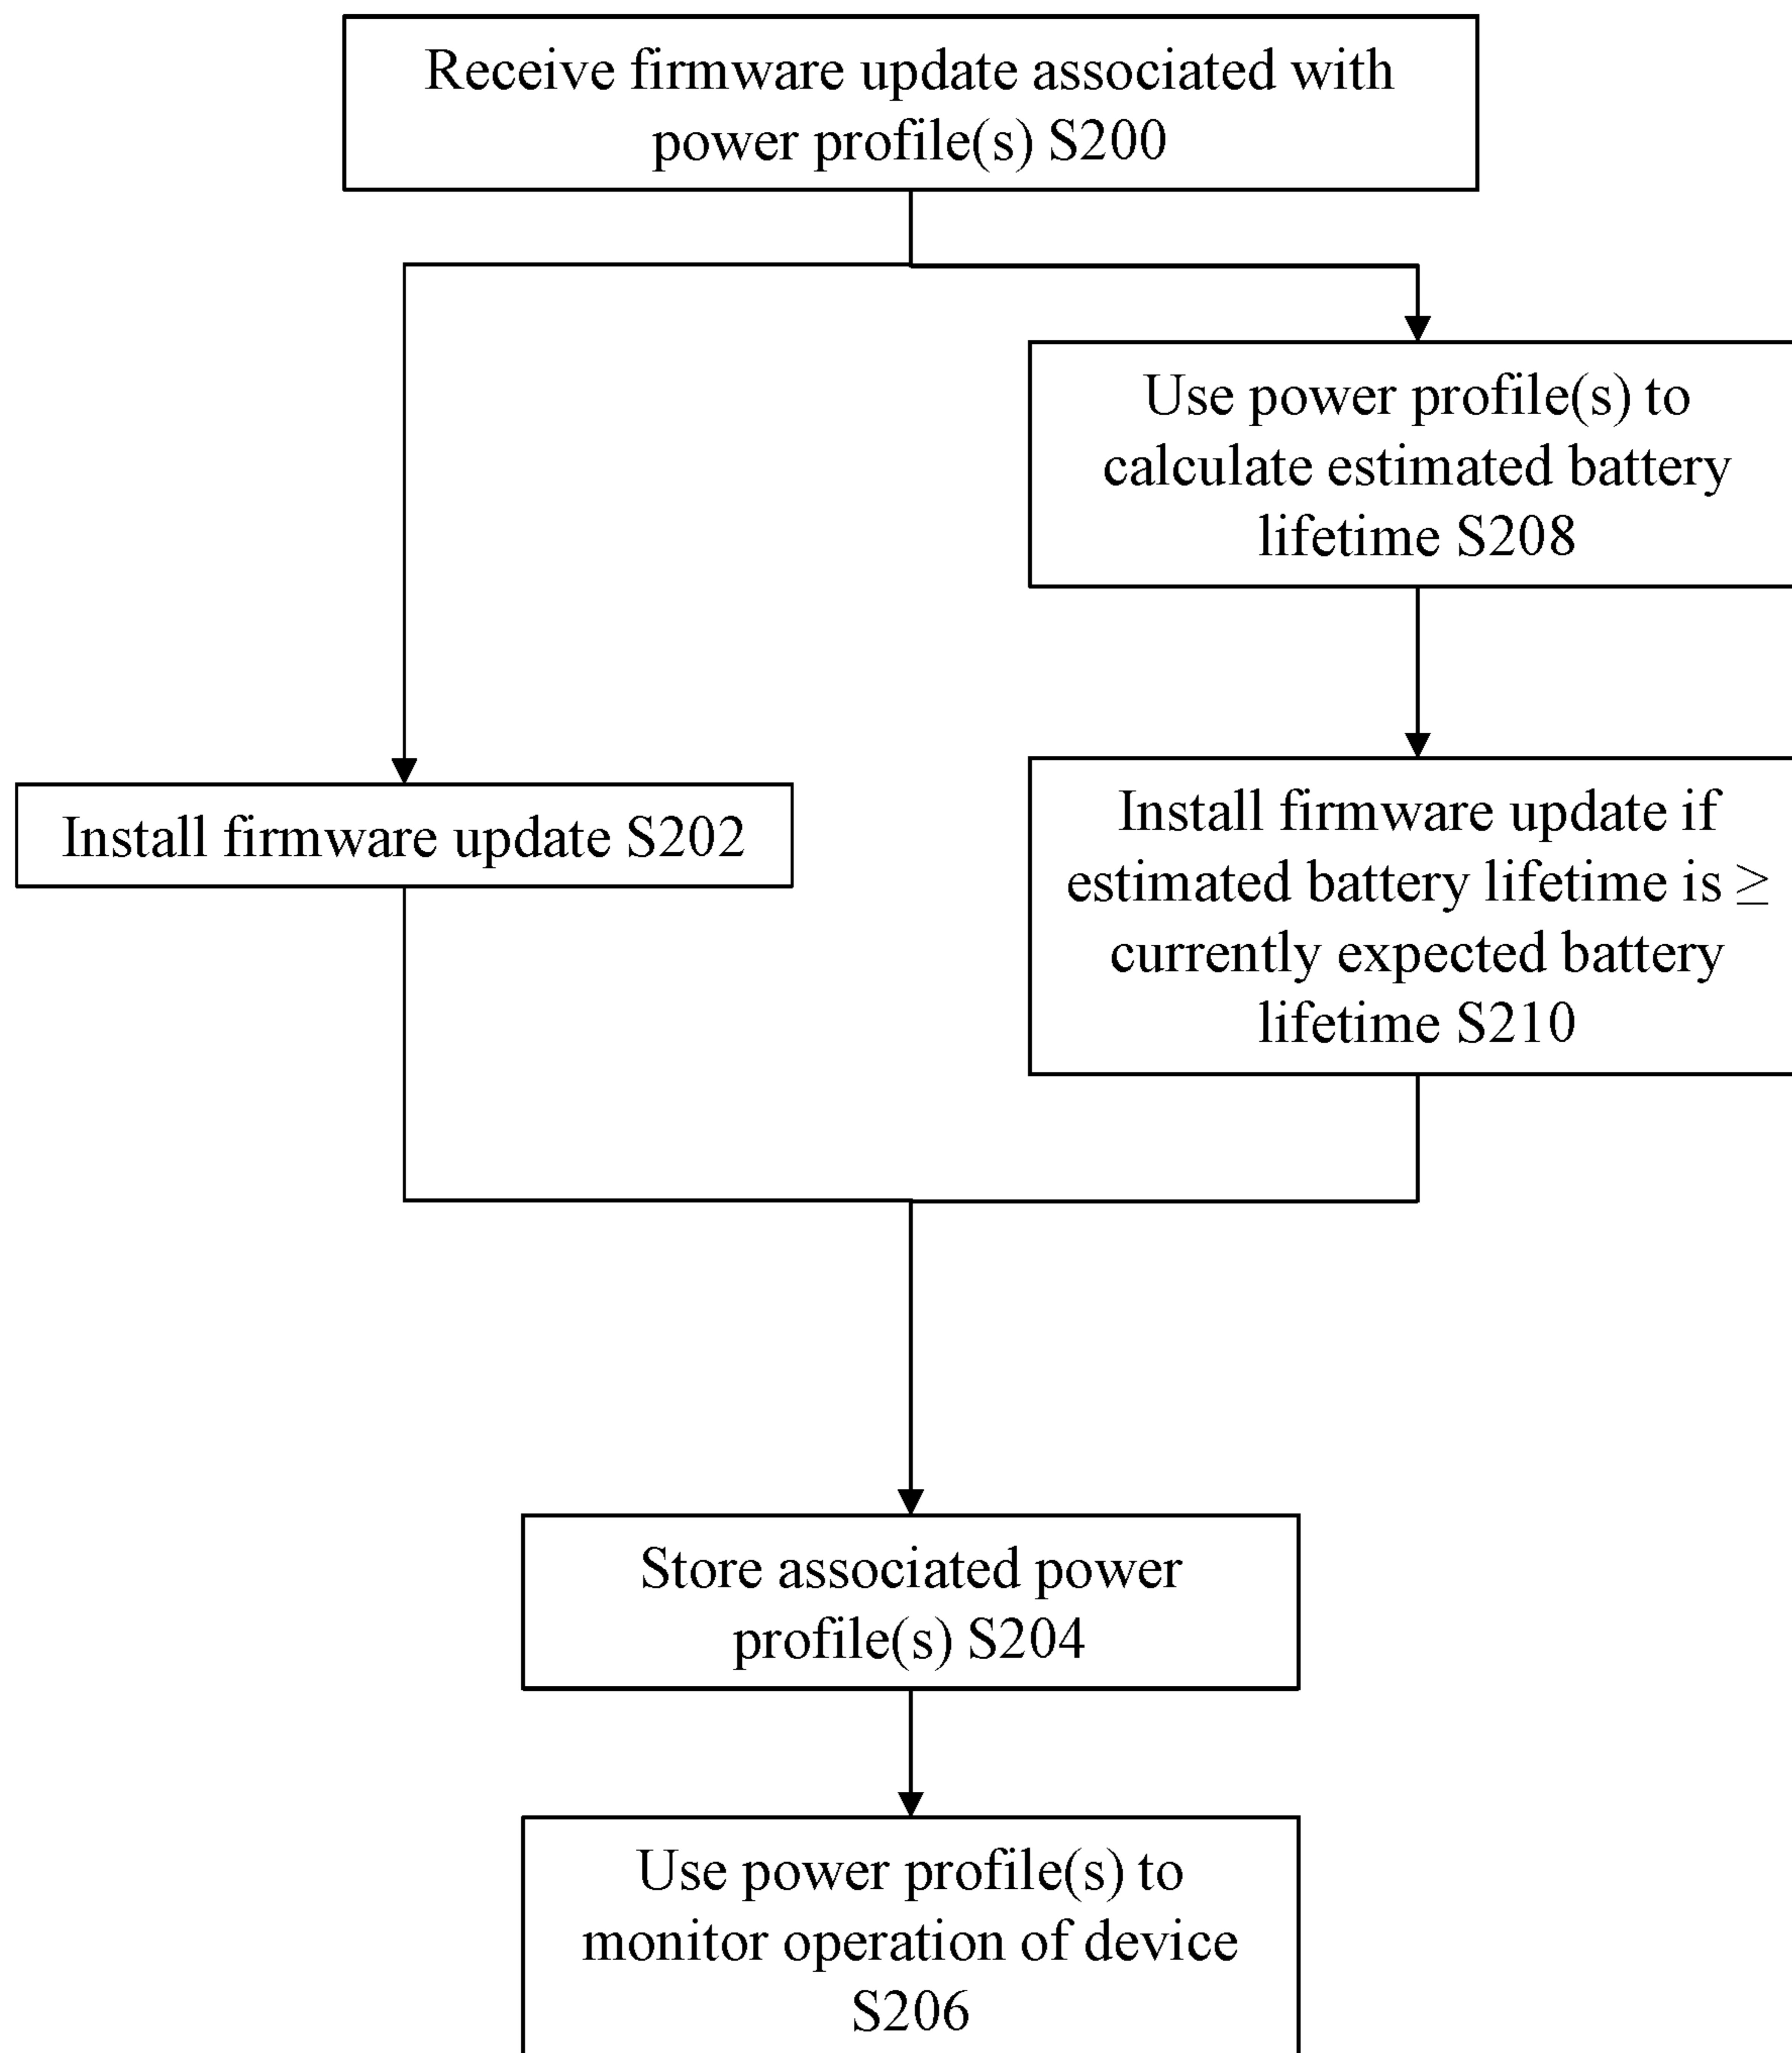 Receive firmware update associated with
power profile(s) S200
Use power profile(s) to
calculate estimated battery
lifetime S208
Install firmware update S202
Install firmware update if
estimated battery lifetime is ≥
currently expected battery
lifetime S210
Store associated power
profile(s) S204
Use power profile(s) to
monitor operation of device
S206